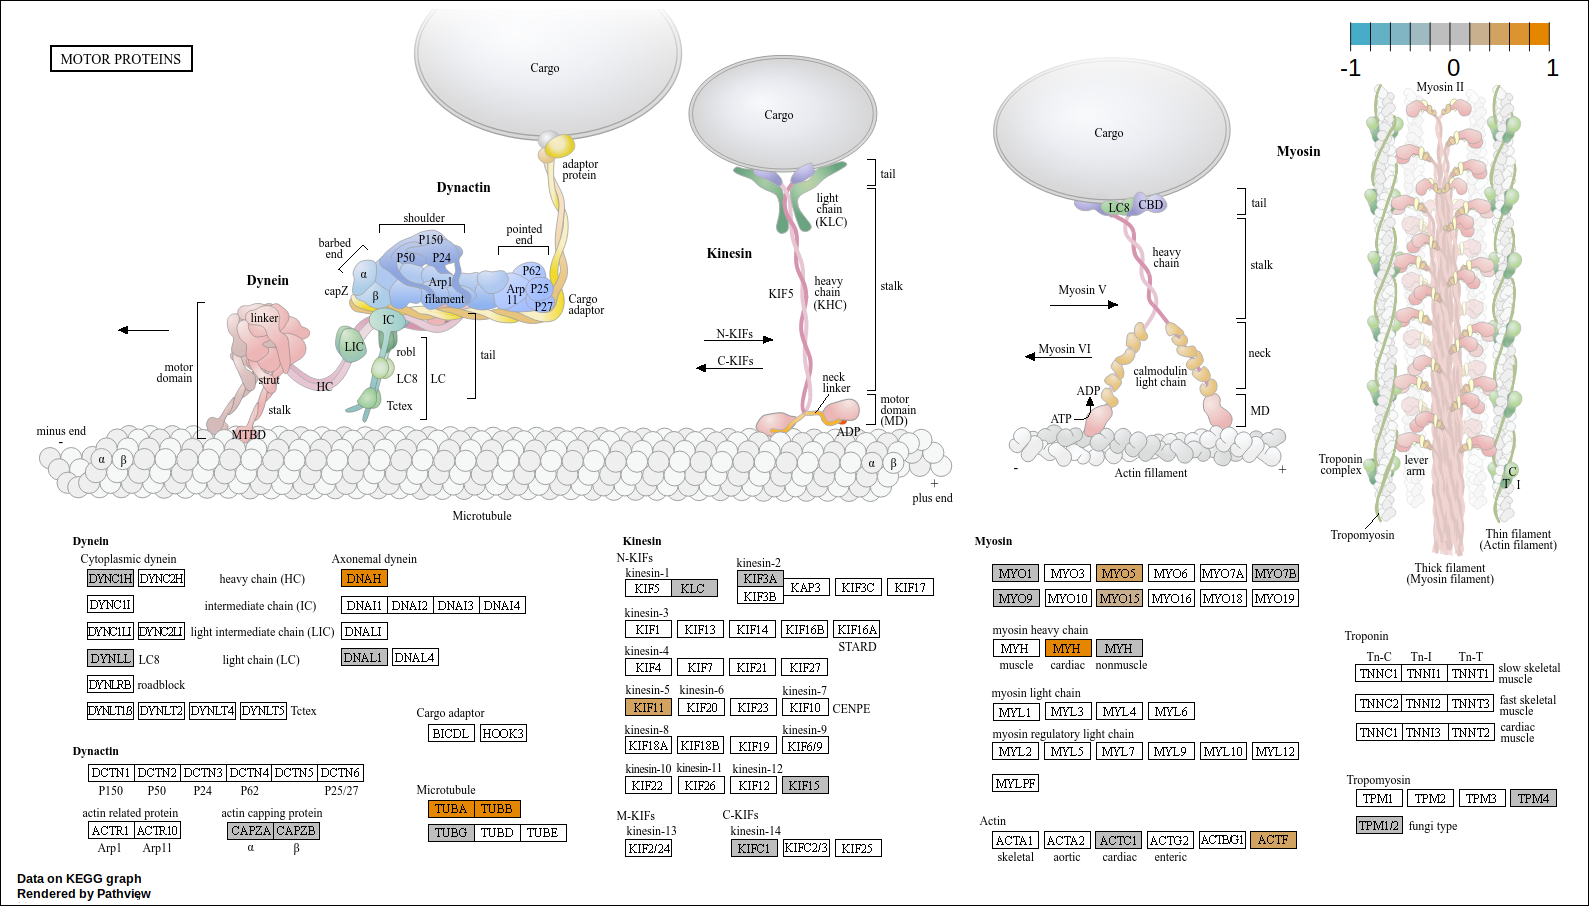 MOTOR PROTEINS
-1 0 1
Cargo
Cargo
Cargo
Myosin II
Myosin
adaptor
protein
Dynactin
shoulder
P150
P50 P24
barbed
end
α
β
capZ
Arp1
filament
pointed
end
P62
Arp
11
P25
P27
Cargo
adaptor
Dynein
linker
strut
stalk
motor
domain
MTBD
HC
LIC
IC
robl
LC8
Tctex
LC
tail
minus end
-
α β
α β
+
plus end
Microtubule
Kinesin
tail
light
chain
(KLC)
KIF5
heavy
chain
(KHC)
stalk
N-KIFs
C-KIFs
neck
linker
motor
domain
(MD)
ADP
LC8 CBD
tail
heavy
chain
stalk
Myosin V
Myosin VI
neck
calmodulin
light chain
ADP
ATP
MD
-
+
Actin fillament
Troponin
complex
lever
arm
C
T I
Tropomyosin
Thin filament
(Actin filament)
Thick filament
(Myosin filament)
Dynein
Cytoplasmic dynein
Axonemal dynein
DYNC1H DYNC2H heavy chain (HC) DNAH
DYNC1I intermediate chain (IC) DNAI1 DNAI2 DNAI3 DNAI4
DYNC1LI DYNC2LI light intermediate chain (LIC) DNALI
DYNLL LC8 light chain (LC) DNAL1 DNAL4
DYNLRB roadblock
DYNLT1ß DYNLT2 DYNLT4 DYNLT5 Tctex
Dynactin
DCTN1 DCTN2 DCTN3 DCTN4 DCTN5 DCTN6
P150 P50 P24 P62 P25/27
actin related protein
actin capping protein
ACTR1 ACTR10 CAPZA CAPZB
Arp1 Arp11 α β
Cargo adaptor
BICDL HOOK3
Microtubule
TUBA TUBB
TUBG TUBD TUBE
Kinesin
N-KIFs
kinesin-1
KIF5 KLC
kinesin-2
KIF3A
KIF3B
KAP3 KIF3C KIF17
kinesin-3
KIF1 KIF13 KIF14 KIF16B KIF16A
STARD
kinesin-4
KIF4 KIF7 KIF21 KIF27
kinesin-5 kinesin-6 kinesin-7
KIF11 KIF20 KIF23 KIF10 CENPE
kinesin-8 kinesin-9
KIF18A KIF18B KIF19 KIF6/9
kinesin-10 kinesin-11 kinesin-12
KIF22 KIF26 KIF12 KIF15
M-KIFs C-KIFs
kinesin-13 kinesin-14
KIF2/24 KIFC1 KIFC2/3 KIF25
Myosin
MYO1 MYO3 MYO5 MYO6 MYO7A MYO7B
MYO9 MYO10 MYO15 MYO16 MYO18 MYO19
myosin heavy chain
MYH MYH MYH
muscle cardiac nonmuscle
myosin light chain
MYL1 MYL3 MYL4 MYL6
myosin regulatory light chain
MYL2 MYL5 MYL7 MYL9 MYL10 MYL12
MYLPF
Actin
ACTA1 ACTA2 ACTC1 ACTG2 ACTB/G1 ACTF
skeletal aortic cardiac enteric
Troponin
Tn-C Tn-I Tn-T
TNNC1 TNNI1 TNNT1 slow skeletal
muscle
TNNC2 TNNI2 TNNT3 fast skeletal
muscle
TNNC1 TNNI3 TNNT2 cardiac
muscle
Tropomyosin
TPM1 TPM2 TPM3 TPM4
TPM1/2 fungi type
Data on KEGG graph
Rendered by Pathview